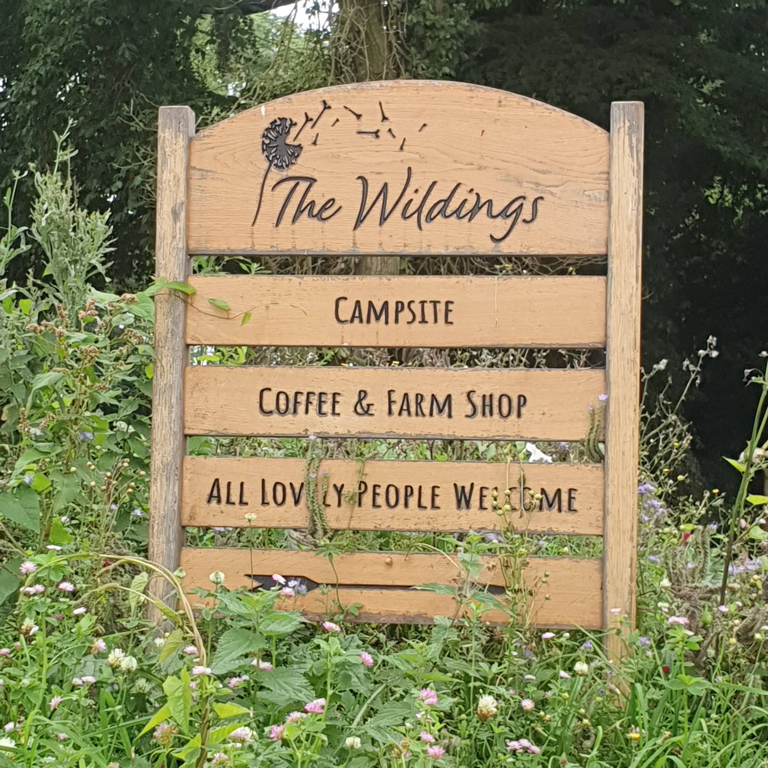 The Wildings
CAMPSITE
COFFEE & FARM SHOP
ALL LOVELY PEOPLE WELCOME